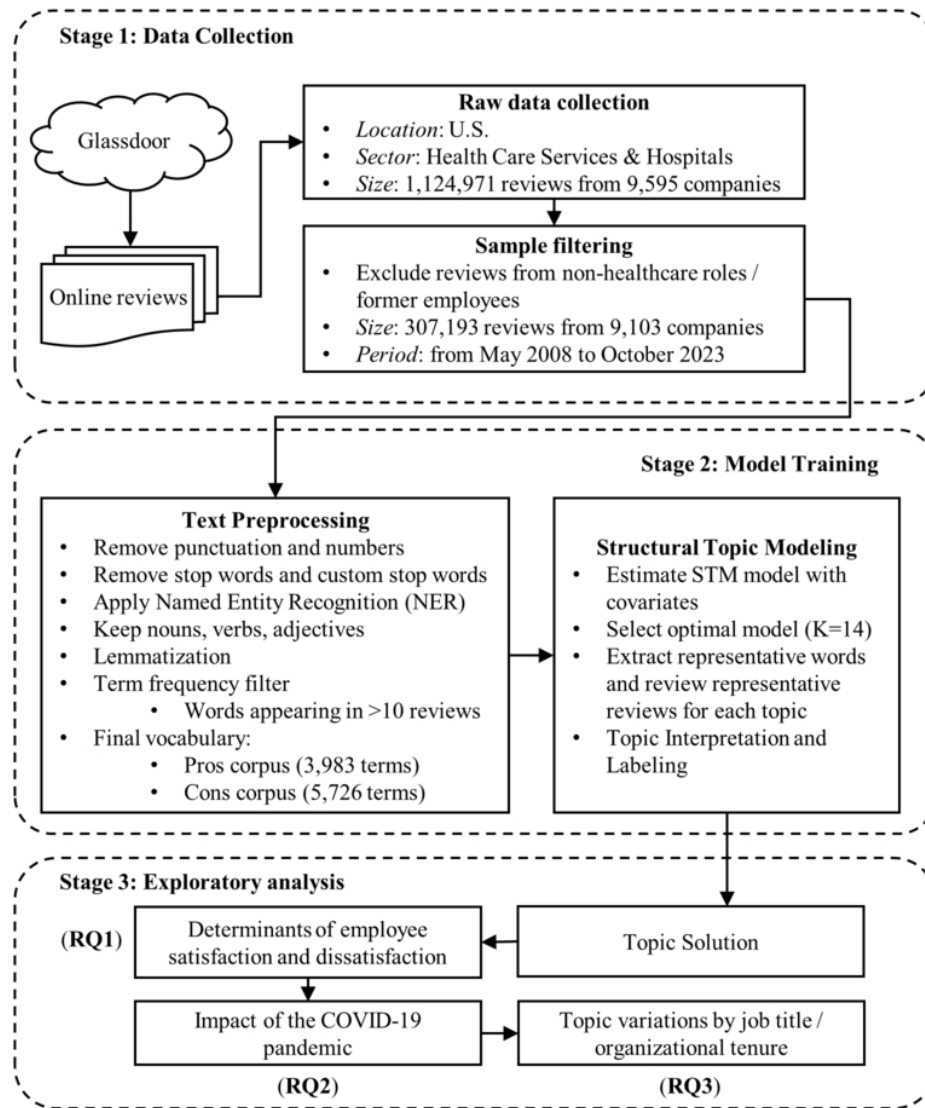 Stage 1: Data Collection
Glassdoor
Online reviews
Raw data collection
• Location: U.S.
• Sector: Health Care Services & Hospitals
• Size: 1,124,971 reviews from 9,595 companies
Sample filtering
• Exclude reviews from non-healthcare roles /
former employees
• Size: 307,193 reviews from 9,103 companies
• Period: from May 2008 to October 2023
Stage 2: Model Training
Text Preprocessing
• Remove punctuation and numbers
• Remove stop words and custom stop words
• Apply Named Entity Recognition (NER)
• Keep nouns, verbs, adjectives
• Lemmatization
• Term frequency filter
• Words appearing in >10 reviews
• Final vocabulary:
• Pros corpus (3,983 terms)
• Cons corpus (5,726 terms)
Structural Topic Modeling
• Estimate STM model with
covariates
• Select optimal model (K=14)
• Extract representative words
and review representative
reviews for each topic
• Topic Interpretation and
Labeling
Stage 3: Exploratory analysis
(RQ1)
Determinants of employee
satisfaction and dissatisfaction
Topic Solution
Impact of the COVID-19
pandemic
Topic variations by job title /
organizational tenure
(RQ2)
(RQ3)